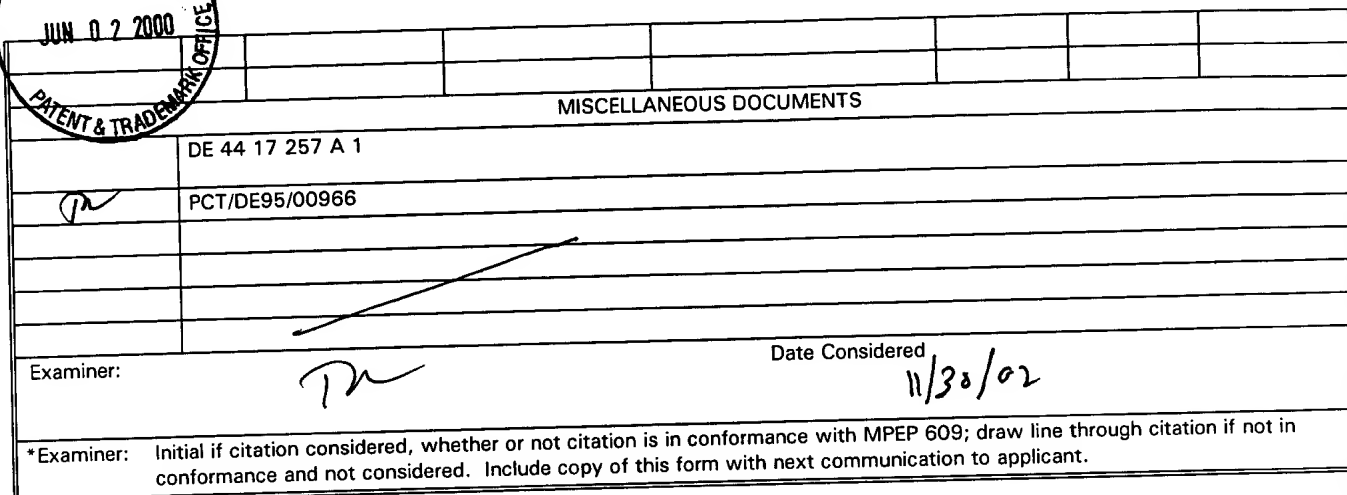 JUN 0 2 2000
PATENT & TRADEMARK OFFICE
MISCELLANEOUS DOCUMENTS
DE 44 17 257 A 1
PCT/DE95/00966
Examiner:
Date Considered
11/30/02
*Examiner: Initial if citation considered, whether or not citation is in conformance with MPEP 609; draw line through citation if not in
conformance and not considered. Include copy of this form with next communication to applicant.